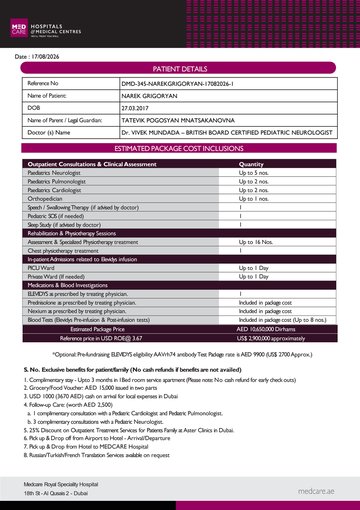 MED CARE HOSPITALS & MEDICAL CENTRES
Date : 17/08/2026
PATIENT DETAILS
Reference No DMD-345-NAREKGRIGORYAN-17082026-1
Name of Patient: NAREK GRIGORYAN
DOB 27.03.2017
Name of Parent / Legal Guardian: TATEVIK POGOSYAN MNATSAKANOVNA
Doctor (s) Name Dr. VIVEK MUNDADA – BRITISH BOARD CERTIFIED PEDIATRIC NEUROLOGIST
ESTIMATED PACKAGE COST INCLUSIONS
Outpatient Consultations & Clinical Assessment Quantity
Paediatrics Neurologist Up to 5 nos.
Paediatrics Pulmonologist Up to 2 nos.
Paediatrics Cardiologist Up to 2 nos.
Orthopedician Up to 1 nos.
Speech / Swallowing Therapy (if advised by doctor) 1
Pediatric SCIS (if needed) 1
Sleep Study (if advised by doctor) 1
Rehabilitation & Physiotherapy Sessions
Assessment & Specialized Physiotherapy treatment Up to 16 Nos.
Chest physiotherapy treatment 1
In-patient Admissions related to Elevidys infusion
PICU Ward Up to 1 Day
Private Ward (If needed) Up to 1 Day
Medications & Blood Investigations
ELEVIDYS as prescribed by treating physician. 1
Prednisolone as prescribed by treating physician. Included in package cost
Nexium as prescribed by treating physician. Included in package cost
Blood Tests (Elevidys Pre-infusion & Post-infusion tests) Included in package cost (Up to 8 nos.)
Estimated Package Price AED 10,650,000 Dirhams
Reference price in USD ROE@ 3.67 US$ 2,900,000 approximately
*Optional: Pre-fundraising ELEVIDYS eligibility AAVrh74 antibody Test Package rate is AED 9900 (US$ 2700 Approx.)
S. No. Exclusive benefits for patient/family (No cash refunds if benefits are not availed)
1. Complimentary stay - Upto 3 months in 1Bed room service apartment (Please note: No cash refund for early check outs)
2. Grocery/Food Voucher: AED 15,000 issued in two parts
3. USD 1000 (3670 AED) cash on arrival for local expenses in Dubai
4. Follow-up Care: (worth AED 2,500)
a. 1 complimentary consultation with a Pediatric Cardiologist and Pediatric Pulmonologist.
b. 3 complimentary consultations with a Pediatric Neurologist.
5. 25% Discount on Outpatient Treatment Services for Patients Family at Aster Clinics in Dubai.
6. Pick up & Drop off from Airport to Hotel - Arrival/Departure
7. Pick up & Drop from Hotel to MEDCARE Hospital
8. Russian/Turkish/French Translation Services available on request
Medcare Royal Speciality Hospital
18th St - Al Qusais 2 - Dubai
medcare.ae